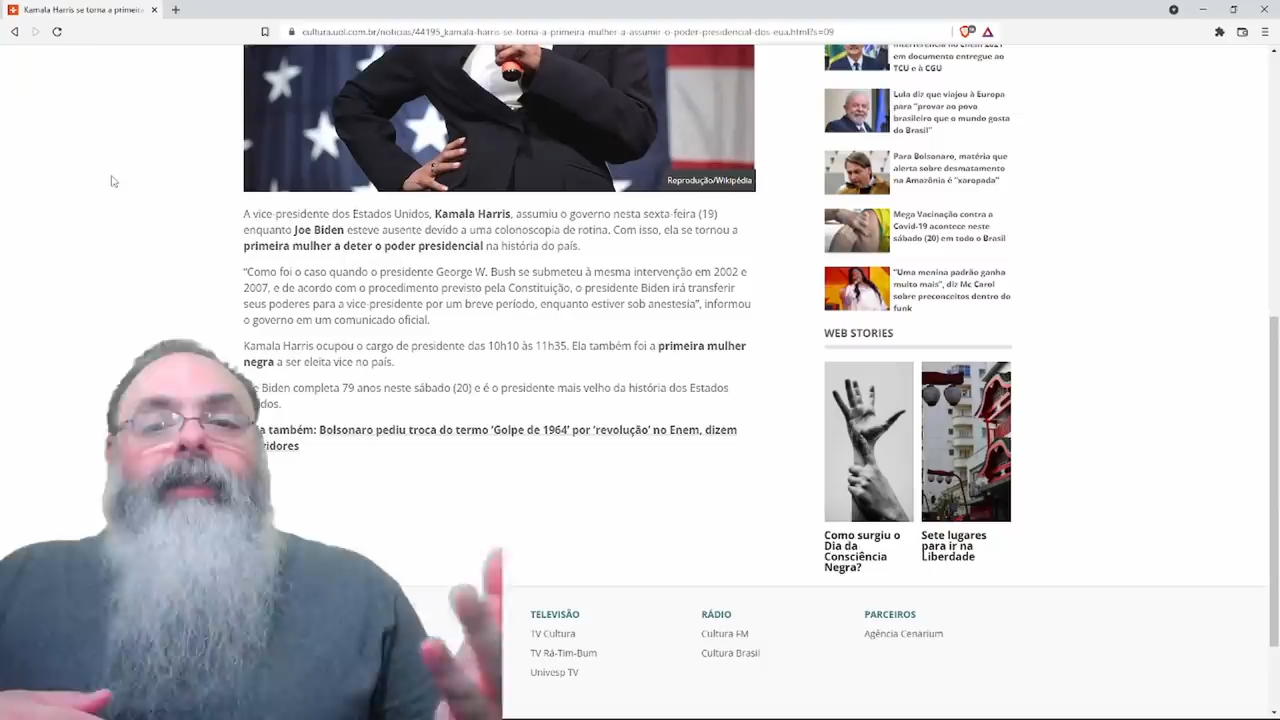 Kamala Harris se torna a primeira
cultura.uol.com.br/noticias/44195_kamala-harris-se-torna-a-primeira-mulher-a-assumir-o-poder-presidencial-dos-eua.html?s=09
Reprodução/Wikipédia
A vice-presidente dos Estados Unidos, Kamala Harris, assumiu o governo nesta sexta-feira (19)
enquanto Joe Biden esteve ausente devido a uma colonoscopia de rotina. Com isso, ela se tornou a
primeira mulher a deter o poder presidencial na história do país.
"Como foi o caso quando o presidente George W. Bush se submeteu à mesma intervenção em 2002 e
2007, e de acordo com o procedimento previsto pela Constituição, o presidente Biden irá transferir
seus poderes para a vice-presidente por um breve período, enquanto estiver sob anestesia", informou
o governo em um comunicado oficial.
Kamala Harris ocupou o cargo de presidente das 10h10 às 11h35. Ela também foi a primeira mulher
negra a ser eleita vice no país.
Biden completa 79 anos neste sábado (20) e é o presidente mais velho da história dos Estados
também: Bolsonaro pediu troca do termo 'Golpe de 1964' por 'revolução' no Enem, dizem
interferência no Enem 2021
em documento entregue ao
TCU e à CGU
Lula diz que viajou à Europa
para "provar ao povo
brasileiro que o mundo gosta
do Brasil"
Para Bolsonaro, matéria que
alerta sobre desmatamento
na Amazônia é "xaropada"
Mega Vacinação contra a
Covid-19 acontece neste
sábado (20) em todo o Brasil
"Uma menina padrão ganha
muito mais", diz Mc Carol
sobre preconceitos dentro do
funk
WEB STORIES
Como surgiu o
Dia da
Consciência
Negra?
Sete lugares
para ir na
Liberdade
TELEVISÃO
TV Cultura
TV Rá-Tim-Bum
Univesp TV
RÁDIO
Cultura FM
Cultura Brasil
PARCEIROS
Agência Cenarium